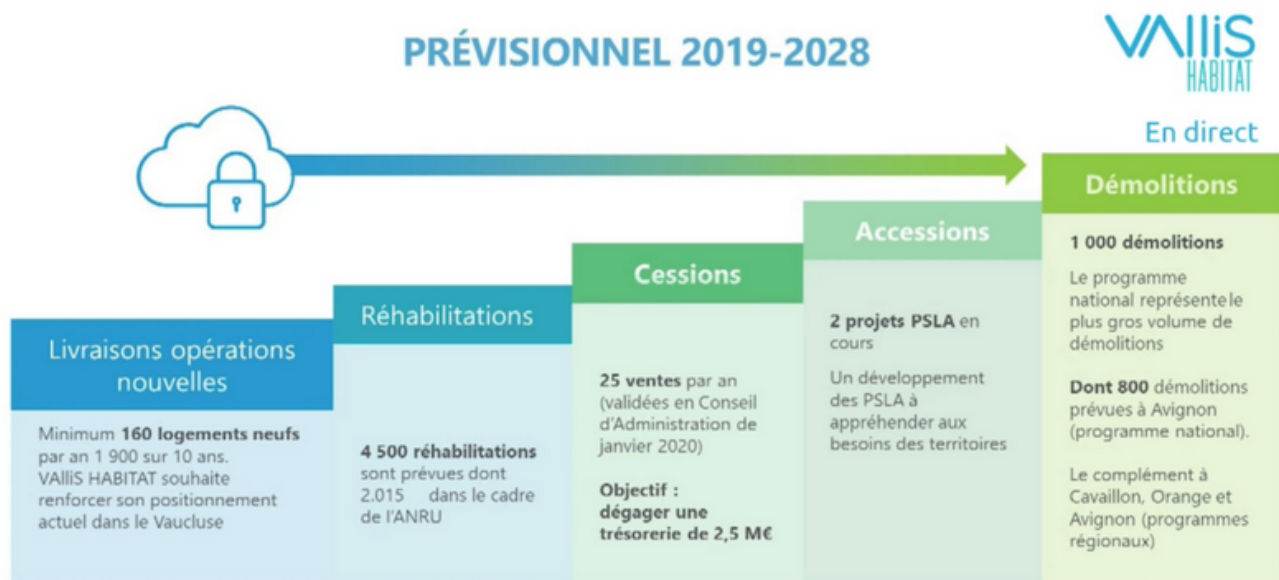 PRÉVISIONNEL 2019-2028
VAlliS
HABITAT
En direct
Livraisons opérations
nouvelles
Minimum 160 logements neufs
par an 1 900 sur 10 ans.
VAlliS HABITAT souhaite
renforcer son positionnement
actuel dans le Vaucluse
Réhabilitations
4 500 réhabilitations
sont prévues dont
2.015 dans le cadre
de l'ANRU
Cessions
25 ventes par an
(validées en Conseil
d'Administration de
janvier 2020)
Objectif :
dégager une
trésorerie de 2,5 M€
Accessions
2 projets PSLA en
cours
Un développement
des PSLA à
appréhender aux
besoins des territoires
Démolitions
1 000 démolitions
Le programme
national représente le
plus gros volume de
démolitions
Dont 800 démolitions
prévues à Avignon
(programme national).
Le complément à
Cavaillon, Orange et
Avignon (programmes
régionaux)